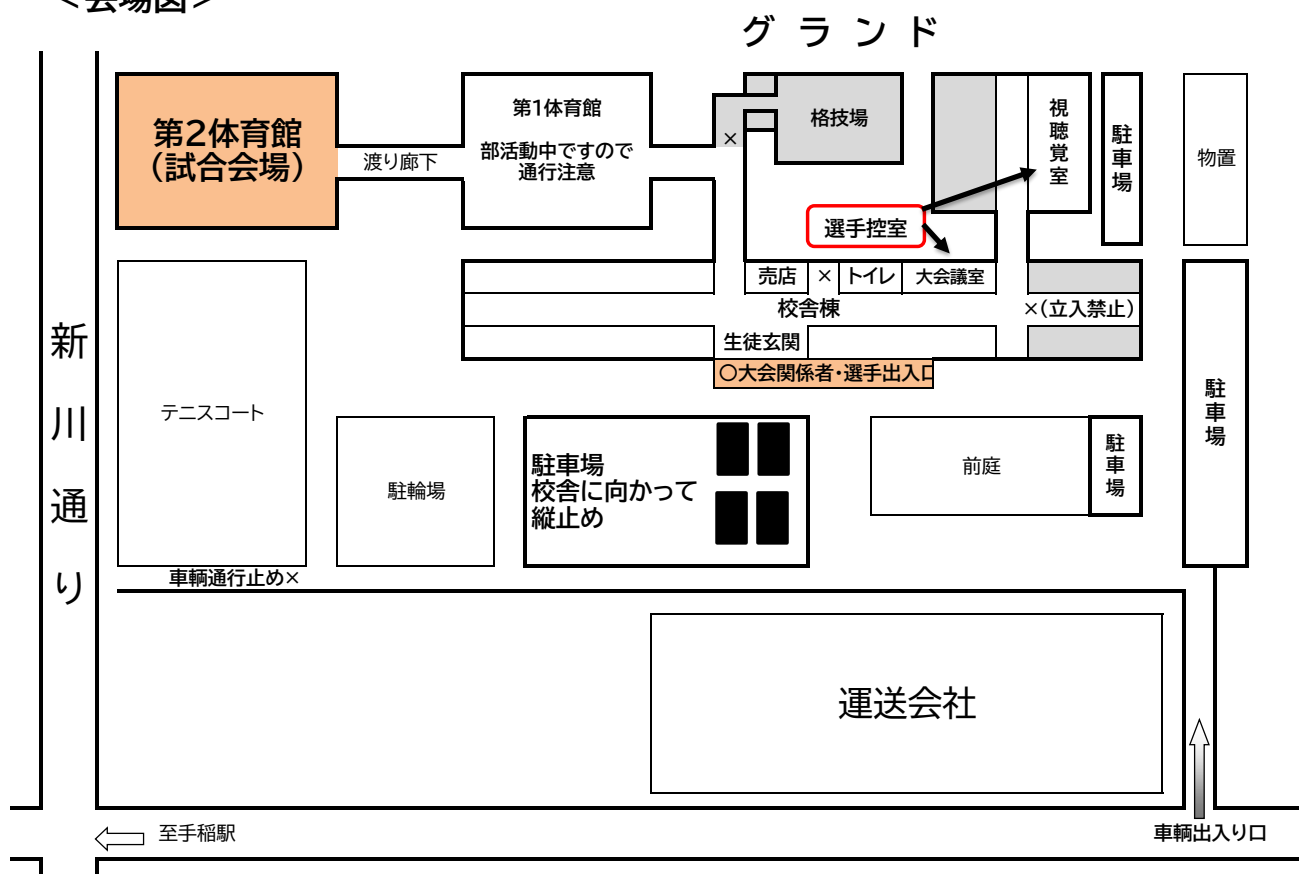 ＜会場図＞
グランド
第2体育館
（試合会場）
渡り廊下
第1体育館
部活動中ですので
通行注意
×
格技場
視聴覚室
駐車場
物置
選手控室
売店
×
トイレ
大会議室
校舎棟
×（立入禁止）
生徒玄関
〇大会関係者・選手出入口
新川通り
テニスコート
駐輪場
駐車場
校舎に向かって
縦止め
前庭
駐車場
駐車場
車輌通行止め×
運送会社
至手稲駅
車輌出入り口